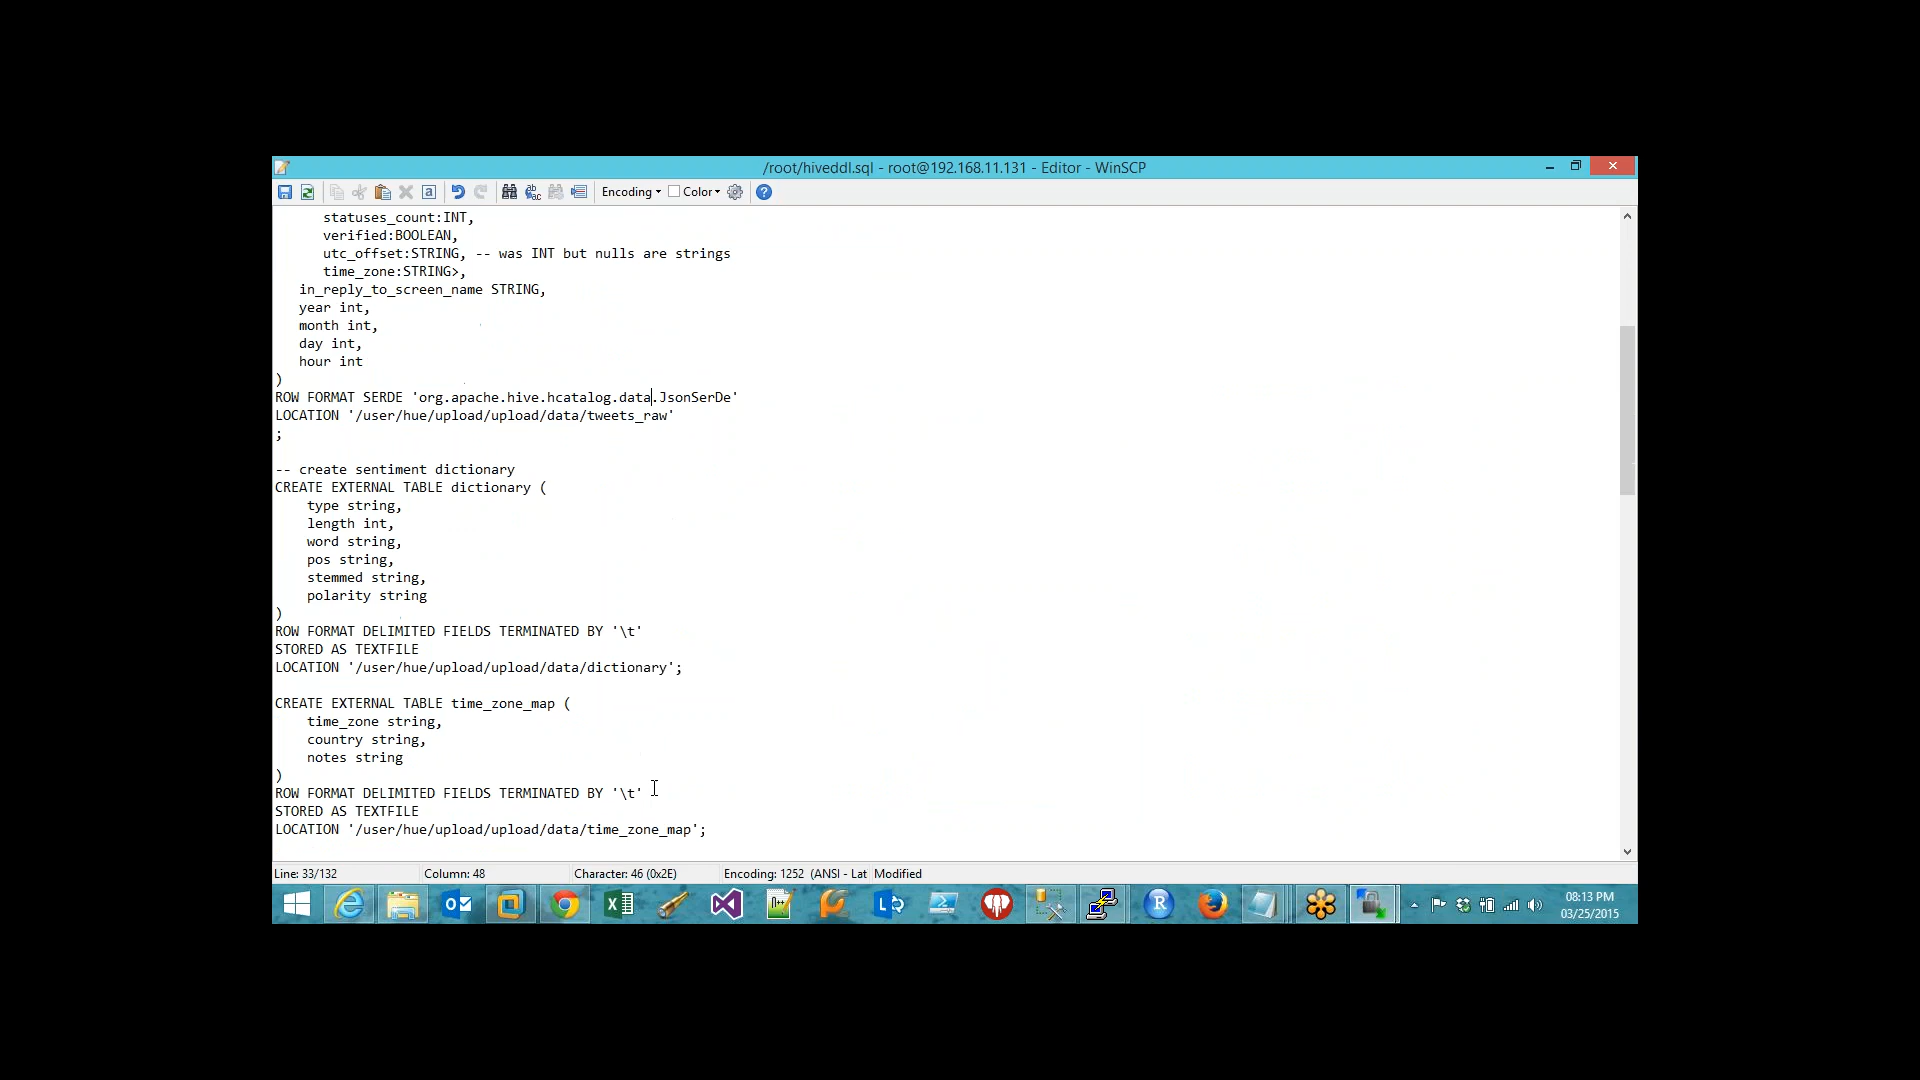 /root/hiveddl.sql - root@192.168.11.131 - Editor - WinSCP
Encoding Color
statuses_count:INT,
verified:BOOLEAN,
utc_offset:STRING, -- was INT but nulls are strings
time_zone:STRING>,
in_reply_to_screen_name STRING,
year int,
month int,
day int,
hour int
)
ROW FORMAT SERDE 'org.apache.hive.hcatalog.data.JsonSerDe'
LOCATION '/user/hue/upload/upload/data/tweets_raw'
;
-- create sentiment dictionary
CREATE EXTERNAL TABLE dictionary (
type string,
length int,
word string,
pos string,
stemmed string,
polarity string
)
ROW FORMAT DELIMITED FIELDS TERMINATED BY '\t'
STORED AS TEXTFILE
LOCATION '/user/hue/upload/upload/data/dictionary';
CREATE EXTERNAL TABLE time_zone_map (
time_zone string,
country string,
notes string
)
ROW FORMAT DELIMITED FIELDS TERMINATED BY '\t'
STORED AS TEXTFILE
LOCATION '/user/hue/upload/upload/data/time_zone_map';
Line: 33/132 Column: 48 Character: 46 (0x2E) Encoding: 1252 (ANSI - Lat Modified
08:13 PM
03/25/2015